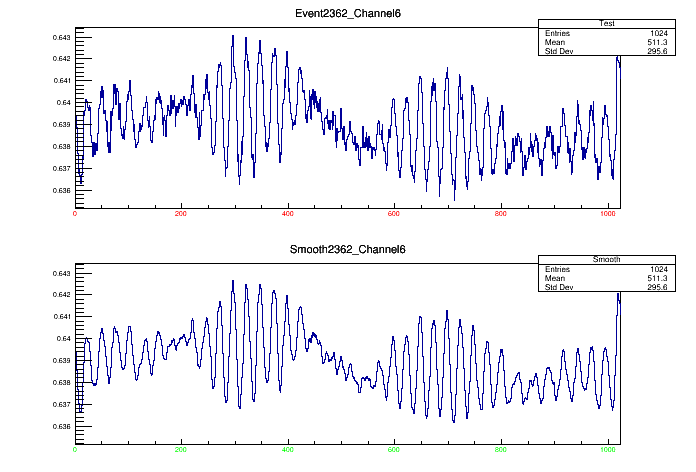 Event2362_Channel6
Test
Entries 1024
Mean 511.3
Std Dev 295.6
0.643
0.642
0.641
0.64
0.639
0.638
0.637
0.636
0 200 400 600 800 1000
Smooth2362_Channel6
Smooth
Entries 1024
Mean 511.3
Std Dev 295.6
0.643
0.642
0.641
0.64
0.639
0.638
0.637
0.636
0 200 400 600 800 1000